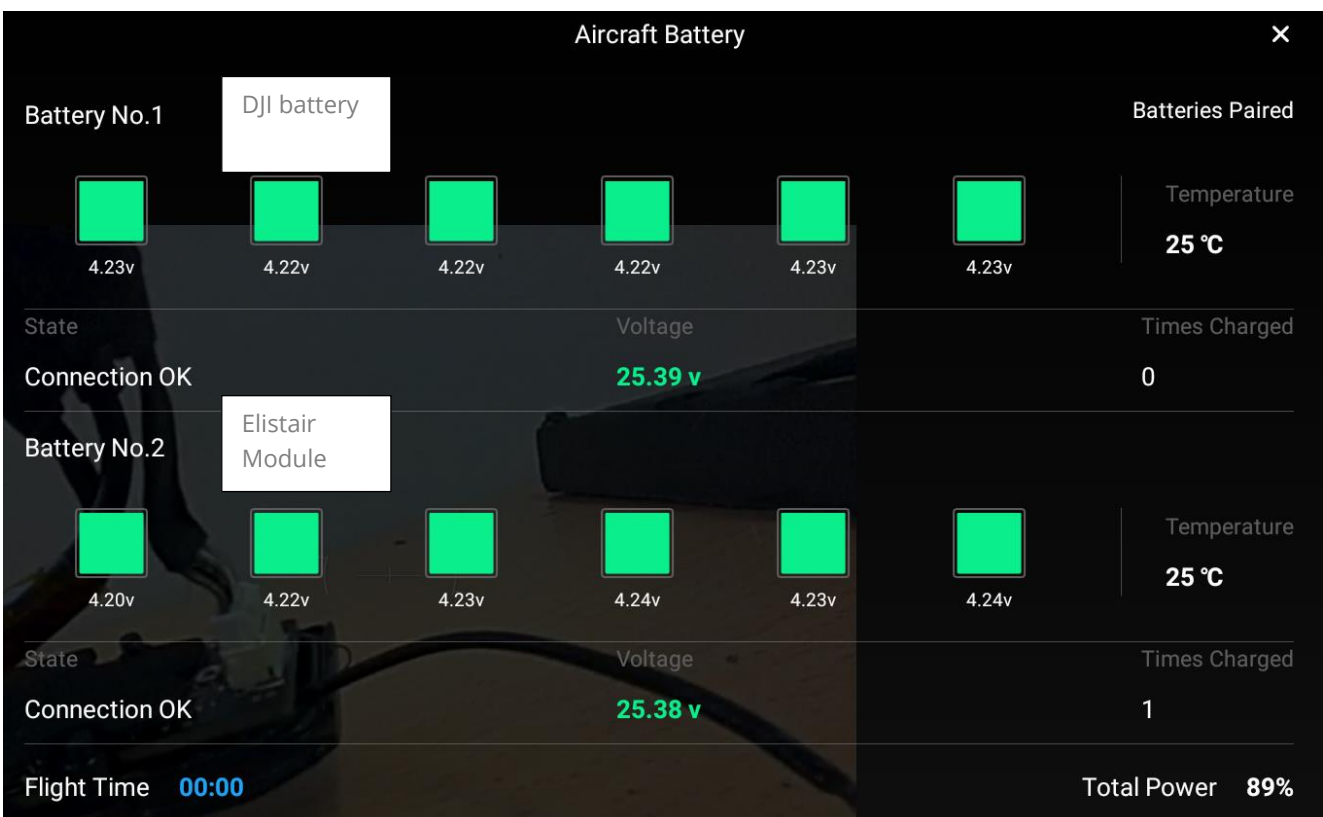 Aircraft Battery ×
Battery No.1 DJI battery Batteries Paired
Temperature
25 ℃
4.23v 4.22v 4.22v 4.22v 4.23v 4.23v
State Voltage Times Charged
Connection OK 25.39 v 0
Elistair
Module
Battery No.2
Temperature
25 ℃
4.20v 4.22v 4.23v 4.24v 4.23v 4.24v
State Voltage Times Charged
Connection OK 25.38 v 1
Flight Time 00:00 Total Power 89%